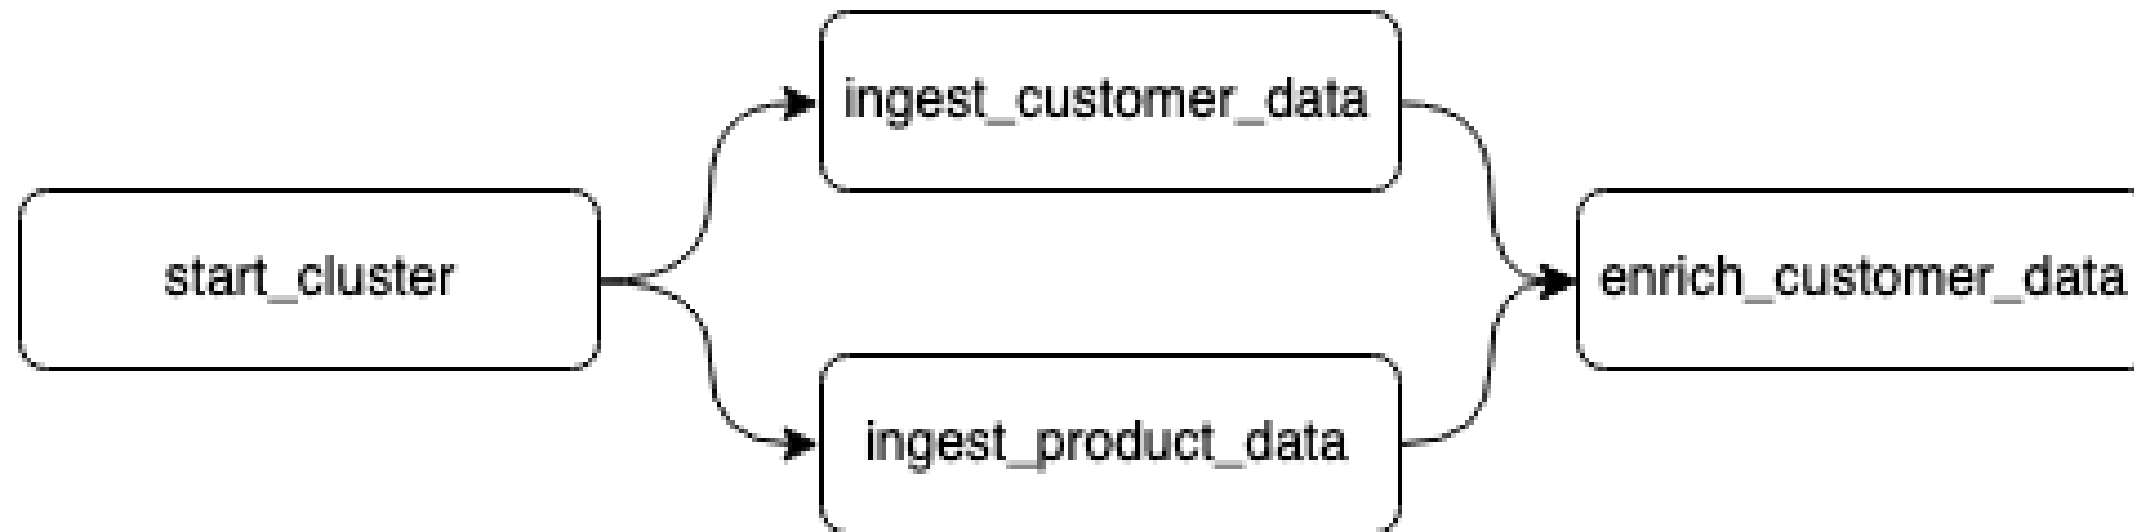 ingest_customer_data
start_cluster
enrich_customer_data
ingest_product_data